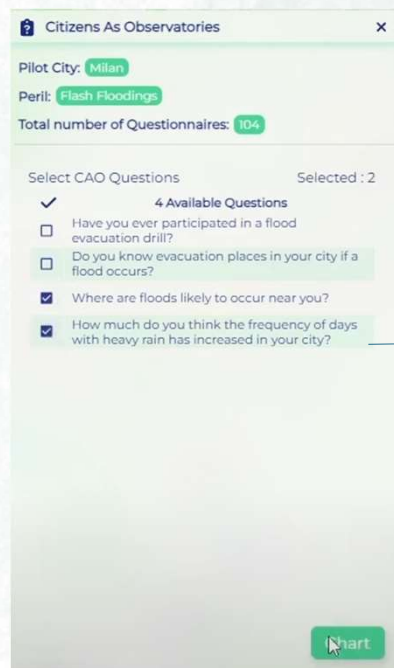 Citizens As Observatories
Pilot City: Milan
Peril: Flash Floodings
Total number of Questionnaires: 104
Select CAO Questions Selected : 2
4 Available Questions
Have you ever participated in a flood
evacuation drill?
Do you know evacuation places in your city if a
flood occurs?
Where are floods likely to occur near you?
How much do you think the frequency of days
with heavy rain has increased in your city?
Chart